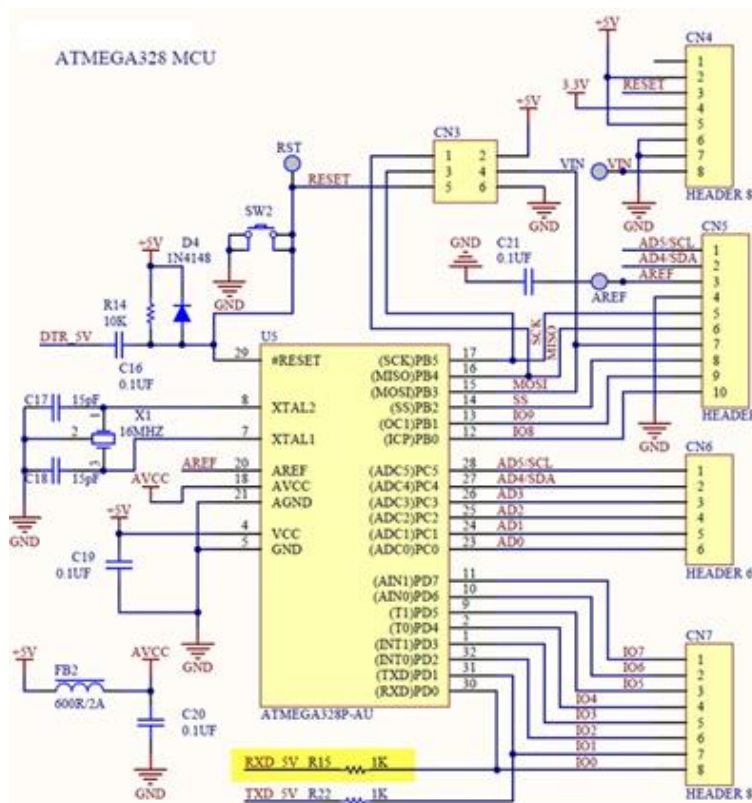 ATMEGA328 MCU
+5V
CN4
1
2
RESET 3
3.3V 4
5
6
7
VIN VIN 8
GND
HEADER 8
CN3
+5V
1 2
3 4
5 6
RST
RESET
GND
SW2
GND
+5V
D4
1N4148
R14
10K
DTR_5V
C16
0.1UF
GND
C21
0.1UF
AREF
CN5
AD5/SCL 1
AD4/SDA 2
AREF 3
4
5
6
7
8
9
10
GND
HEADER
SCK
MISO
U5
29 #RESET
8 XTAL2
7 XTAL1
20 AREF
18 AVCC
21 AGND
4 VCC
5 GND
(SCK)PB5 17
(MISO)PB4 16
(MOSI)PB3 15 MOSI
(SS)PB2 14 SS
(OC1)PB1 13 IO9
(ICP)PB0 12 IO8
(ADC5)PC5 28 AD5/SCL
(ADC4)PC4 27 AD4/SDA
(ADC3)PC3 26 AD3
(ADC2)PC2 25 AD2
(ADC1)PC1 24 AD1
(ADC0)PC0 23 AD0
(AIN1)PD7 11
(AIN0)PD6 10
(T1)PD5 9
(T0)PD4 2
(INT1)PD3 1
(INT0)PD2 32
(TXD)PD1 31
(RXD)PD0 30
ATMEGA328P-AU
C17 15pF
1
2
X1
16MHZ
3
C18 15pF
GND
AREF
AVCC
+5V
C19
0.1UF
GND
+5V
FB2
600R/2A
AVCC
C20
0.1UF
GND
CN6
1
2
3
4
5
6
HEADER 6
CN7
IO7 1
IO6 2
IO5 3
IO4 4
IO3 5
IO2 6
IO1 7
IO0 8
HEADER 8
RXD_5V R15 1K
TXD_5V R22 1K